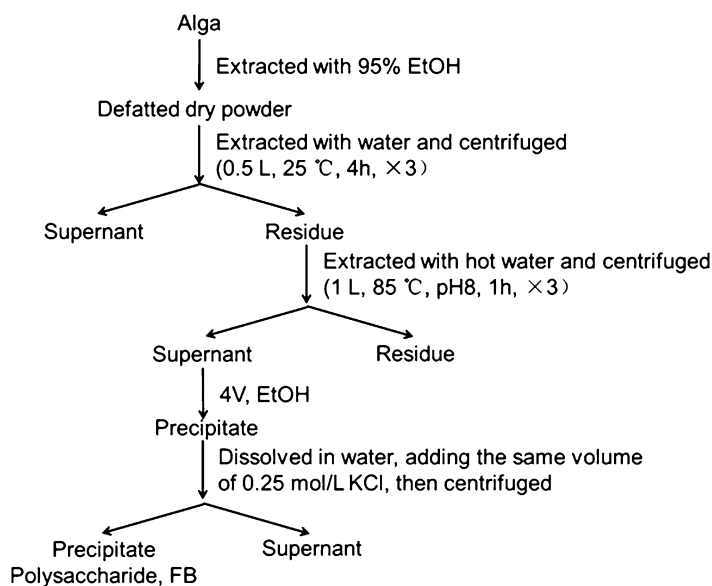 Alga
Extracted with 95% EtOH
Defatted dry powder
Extracted with water and centrifuged
(0.5 L, 25 ℃, 4h, ×3）
Supernant
Residue
Extracted with hot water and centrifuged
(1 L, 85 ℃, pH8, 1h, ×3）
Supernant
Residue
4V, EtOH
Precipitate
Dissolved in water, adding the same volume
of 0.25 mol/L KCl, then centrifuged
Precipitate
Polysaccharide, FB
Supernant